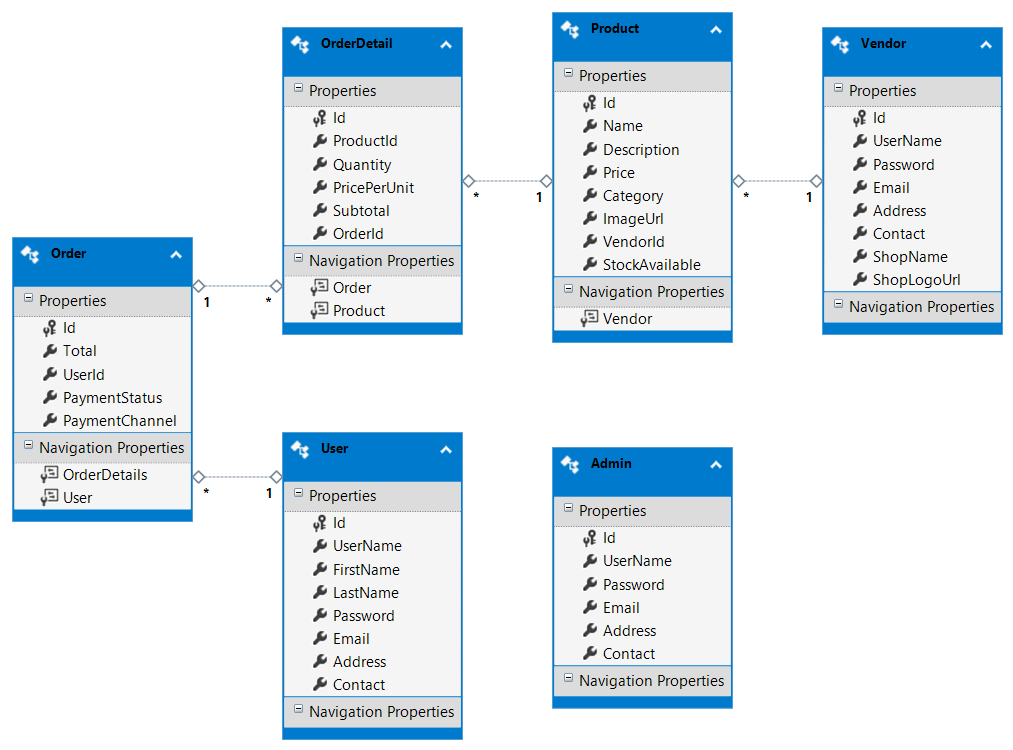 OrderDetail
Properties
Id
ProductId
Quantity
PricePerUnit
Subtotal
OrderId
Navigation Properties
Order
Product
*
1
Product
Properties
Id
Name
Description
Price
Category
ImageUrl
VendorId
StockAvailable
Navigation Properties
Vendor
*
1
Vendor
Properties
Id
UserName
Password
Email
Address
Contact
ShopName
ShopLogoUrl
Navigation Properties
Order
Properties
Id
Total
UserId
PaymentStatus
PaymentChannel
Navigation Properties
OrderDetails
User
1
*
*
1
User
Properties
Id
UserName
FirstName
LastName
Password
Email
Address
Contact
Navigation Properties
Admin
Properties
Id
UserName
Password
Email
Address
Contact
Navigation Properties